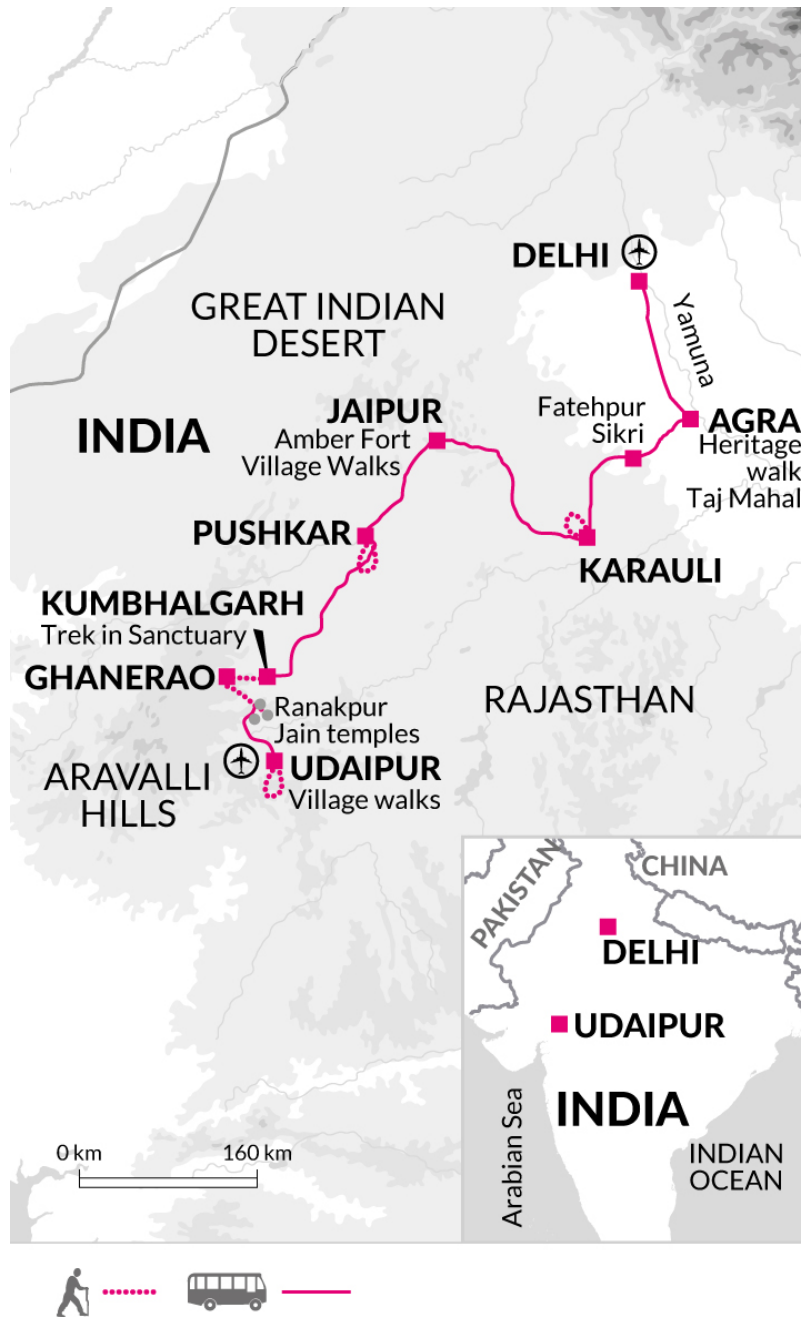 DELHI
GREAT INDIAN
DESERT
Yamuna
JAIPUR
Amber Fort
Village Walks
Fatehpur
Sikri
AGRA
Heritage
walk
Taj Mahal
INDIA
PUSHKAR
KARAULI
KUMBHALGARH
Trek in Sanctuary
GHANERAO
RAJASTHAN
Ranakpur
Jain temples
ARAVALLI
HILLS
UDAIPUR
Village walks
PAKISTAN
CHINA
DELHI
UDAIPUR
INDIA
Arabian Sea
INDIAN
OCEAN
0 km
160 km